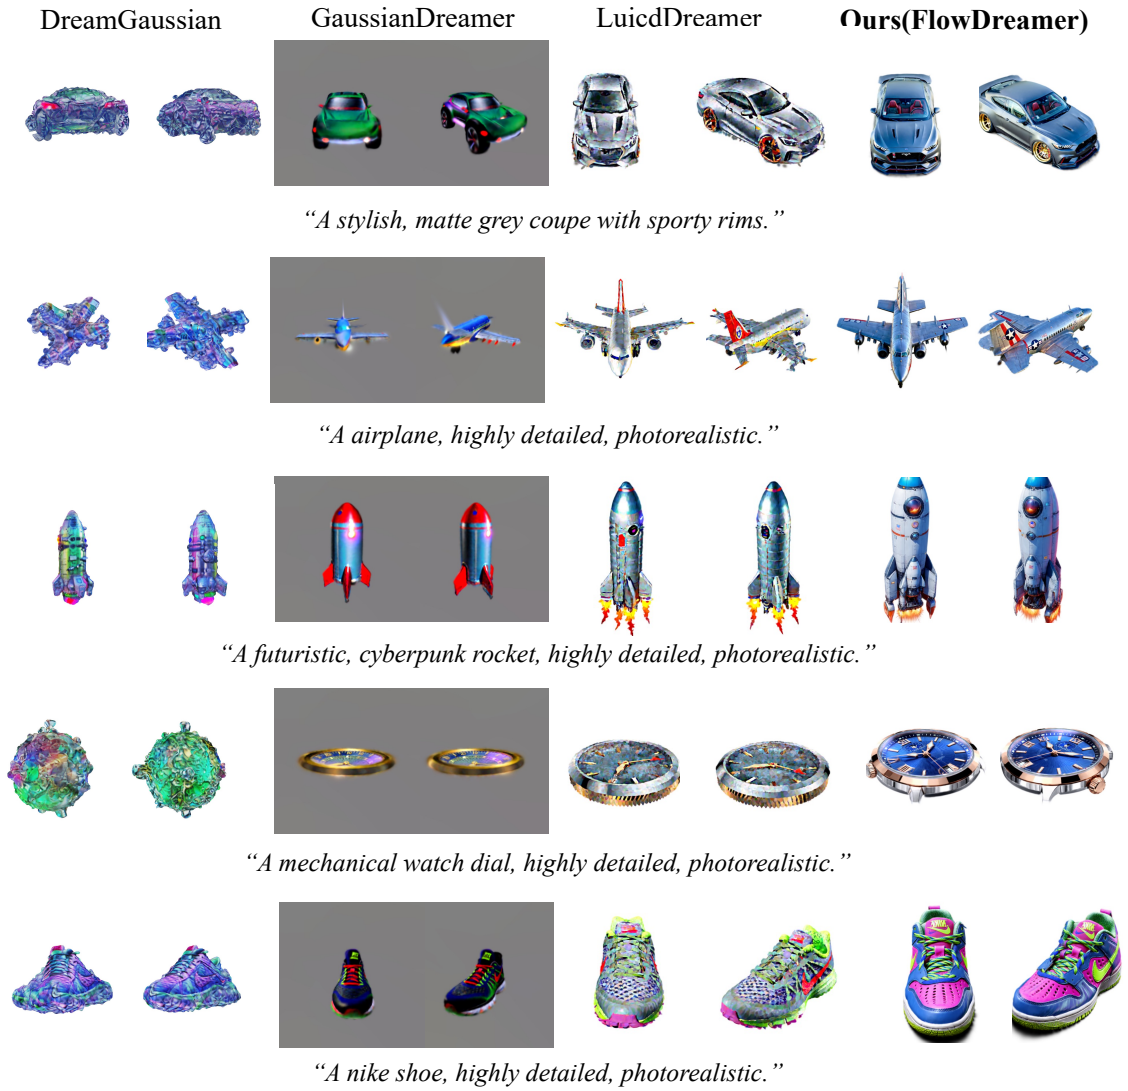 DreamGaussian GaussianDreamer LuicdDreamer Ours(FlowDreamer)
“A stylish, matte grey coupe with sporty rims.”
“A airplane, highly detailed, photorealistic.”
“A futuristic, cyberpunk rocket, highly detailed, photorealistic.”
“A mechanical watch dial, highly detailed, photorealistic.”
“A nike shoe, highly detailed, photorealistic.”